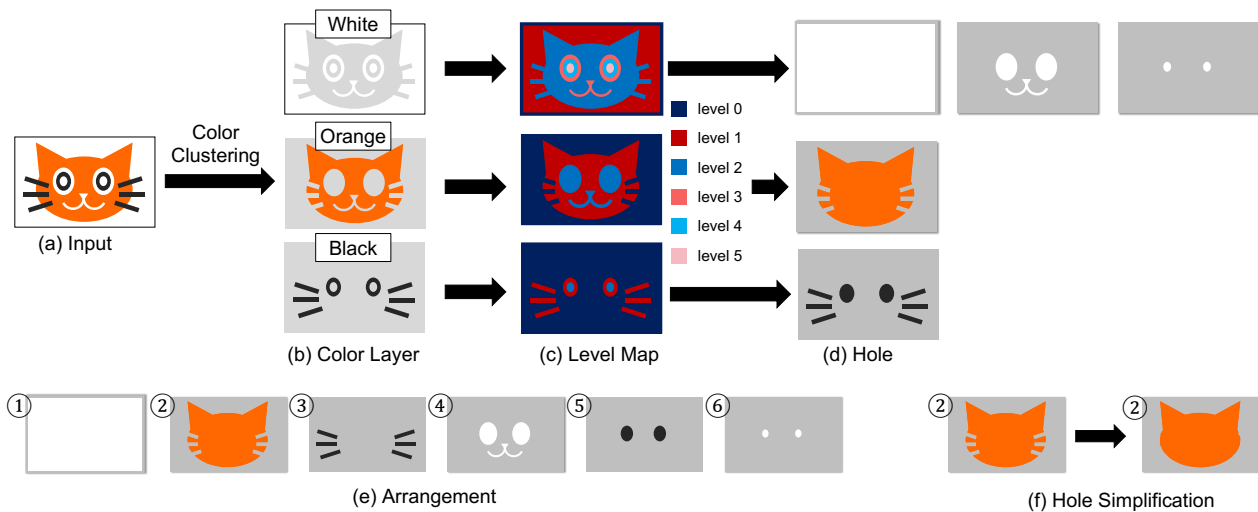 White
Orange
Black
Color
Clustering
level 0
level 1
level 2
level 3
level 4
level 5
(a) Input
(b) Color Layer
(c) Level Map
(d) Hole
① ② ③ ④ ⑤ ⑥ ② ②
(e) Arrangement
(f) Hole Simplification